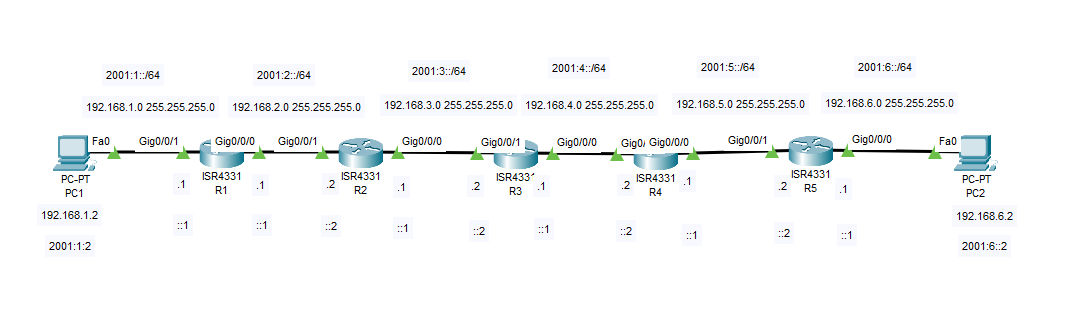 2001:1::/64
2001:2::/64
2001:3::/64
2001:4::/64
2001:5::/64
2001:6::/64
192.168.1.0 255.255.255.0
192.168.2.0 255.255.255.0
192.168.3.0 255.255.255.0
192.168.4.0 255.255.255.0
192.168.5.0 255.255.255.0
192.168.6.0 255.255.255.0
Fa0
Gig0/0/1
Gig0/0/0
Gig0/0/1
Gig0/0/0
Gig0/0/1
Gig0/0/0
Gig0/
Gig0/0/0
Gig0/0/1
Gig0/0/0
Fa0
PC-PT
PC1
ISR4331
R1
ISR4331
R2
ISR4331
R3
ISR4331
R4
ISR4331
R5
PC-PT
PC2
.1
.1
.2
.1
.2
.1
.2
.1
.2
.1
192.168.1.2
192.168.6.2
::1
::1
::2
::1
::2
::1
::2
::1
::2
::1
2001:1:2
2001:6::2